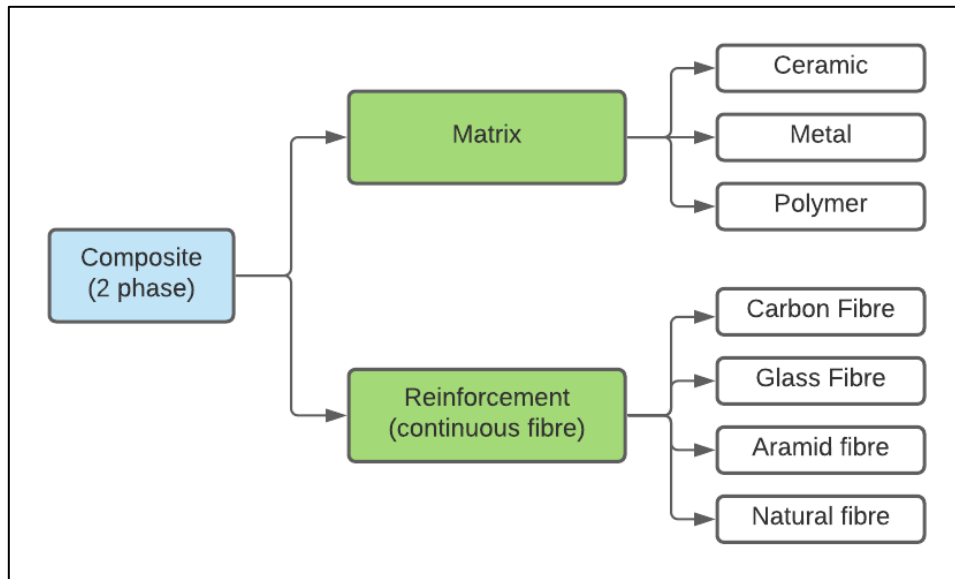 Composite
(2 phase)
Matrix
Ceramic
Metal
Polymer
Reinforcement
(continuous fibre)
Carbon Fibre
Glass Fibre
Aramid fibre
Natural fibre